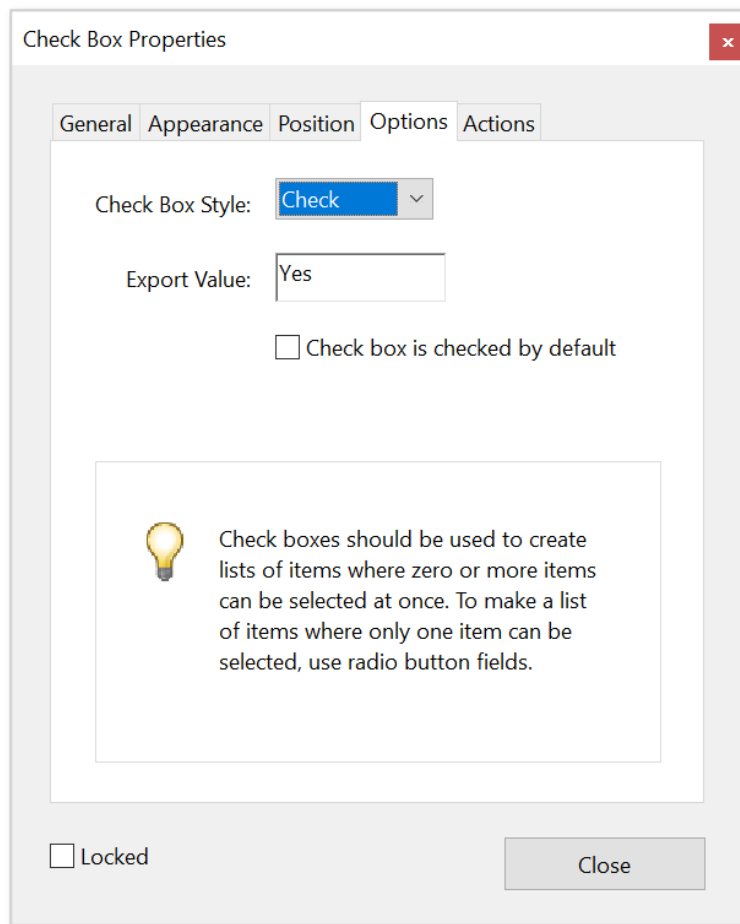 Check Box Properties
x
General Appearance Position Options Actions
Check Box Style: Check
Export Value: Yes
Check box is checked by default
Check boxes should be used to create
lists of items where zero or more items
can be selected at once. To make a list
of items where only one item can be
selected, use radio button fields.
Locked
Close